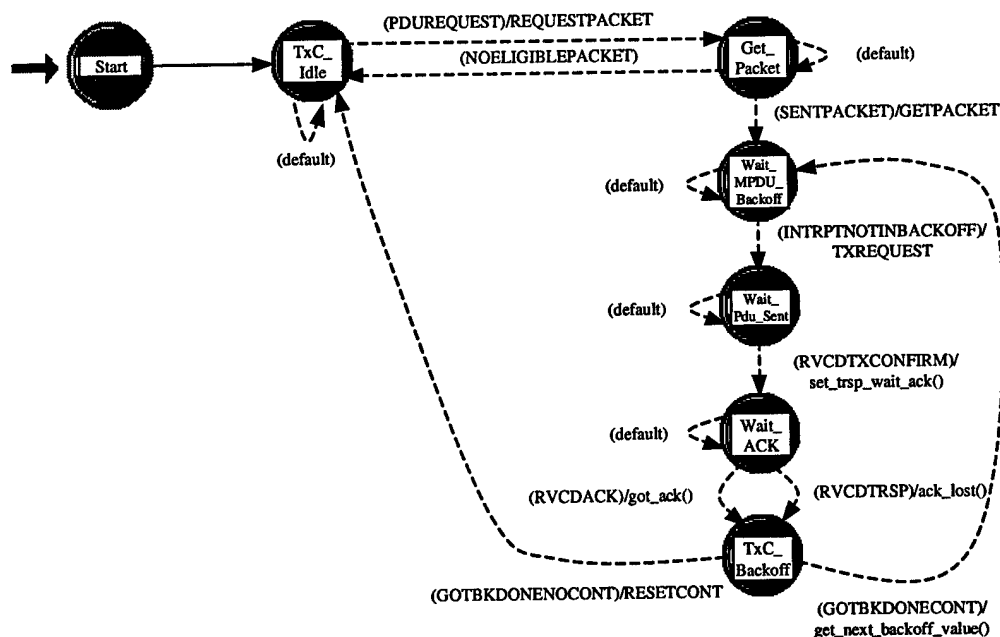 (PDUREQUEST)/REQUESTPACKET
Start
TxC_
Idle
(NOELIGIBLEPACKET)
Get_
Packet
(default)
(default)
(SENTPACKET)/GETPACKET
Wait_
MPDU_
Backoff
(default)
(INTRPTNOTINBACKOFF)/
TXREQUEST
Wait_
Pdu_Sent
(default)
(RVCDTXCONFIRM)/
set_trsp_wait_ack()
Wait_
ACK
(default)
(RVCDACK)/got_ack()
(RVCDTRSP)/ack_lost()
TxC_
Backoff
(GOTBKDONENOCONT)/RESETCONT
(GOTBKDONECONT)/
get_next_backoff_value()